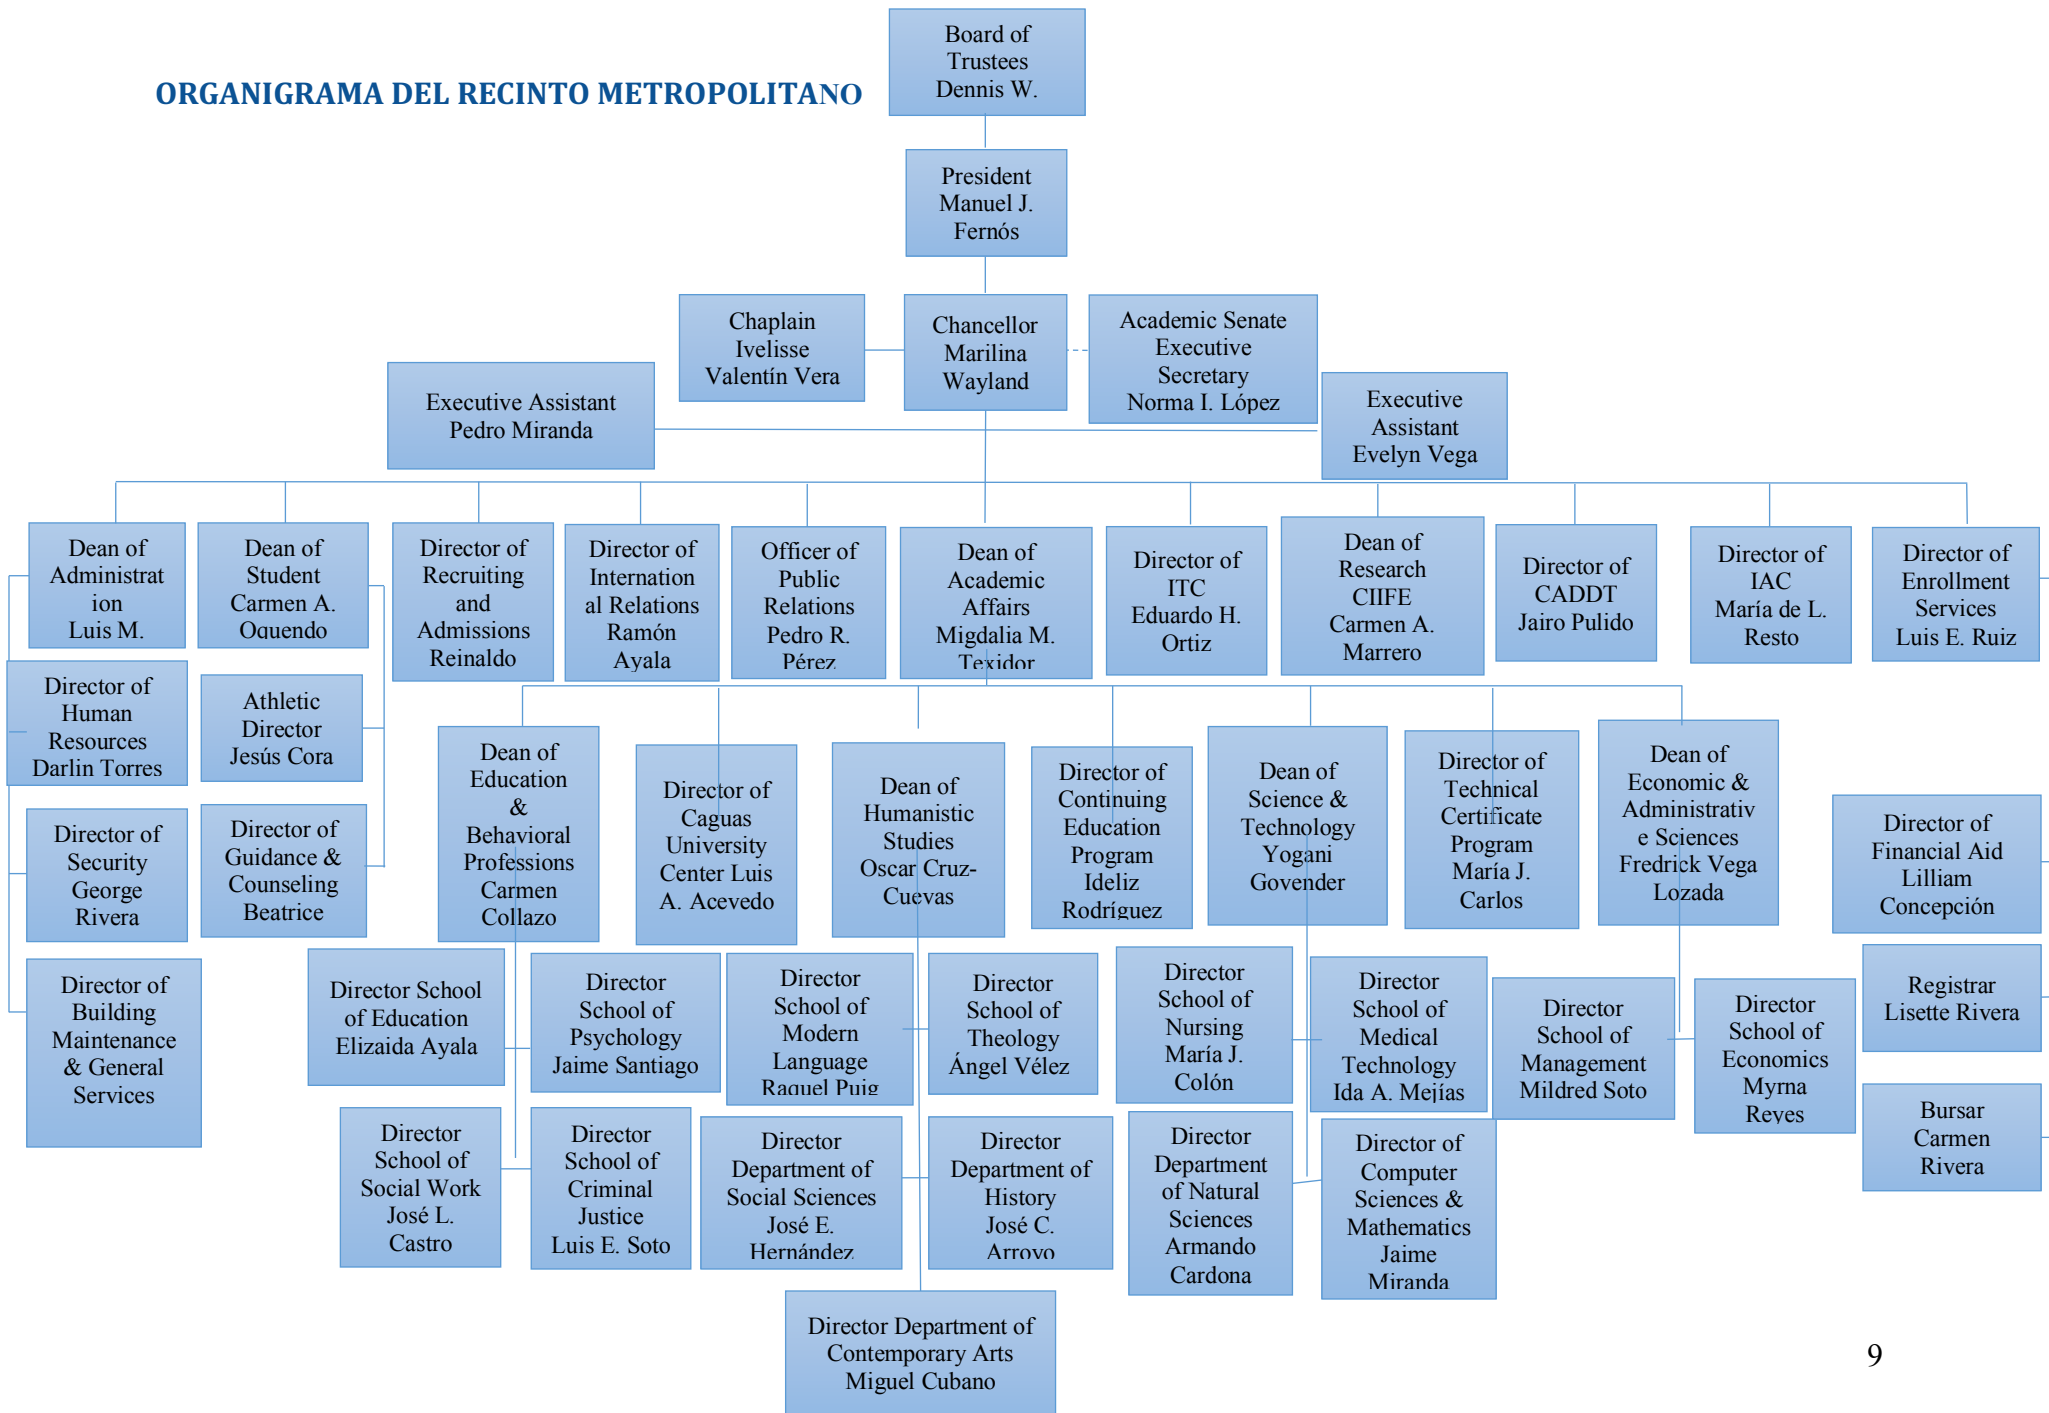 ORGANIGRAMA DEL RECINTO METROPOLITANO
Board of
Trustees
Dennis W.
President
Manuel J.
Fernós
Chaplain
Ivelisse
Valentín Vera
Chancellor
Marilina
Wayland
Academic Senate
Executive
Secretary
Norma I. López
Executive Assistant
Pedro Miranda
Executive
Assistant
Evelyn Vega
Dean of
Administrat
ion
Luis M.
Dean of
Student
Carmen A.
Oquendo
Director of
Recruiting
and
Admissions
Reinaldo
Director of
Internation
al Relations
Ramón
Ayala
Officer of
Public
Relations
Pedro R.
Pérez
Dean of
Academic
Affairs
Migdalia M.
Texidor
Director of
ITC
Eduardo H.
Ortiz
Dean of
Research
CIIFE
Carmen A.
Marrero
Director of
CADDT
Jairo Pulido
Director of
IAC
María de L.
Resto
Director of
Enrollment
Services
Luis E. Ruiz
Director of
Human
Resources
Darlin Torres
Athletic
Director
Jesús Cora
Dean of
Education
&
Behavioral
Professions
Carmen
Collazo
Director of
Caguas
University
Center Luis
A. Acevedo
Dean of
Humanistic
Studies
Oscar Cruz-
Cuevas
Director of
Continuing
Education
Program
Ideliz
Rodríguez
Dean of
Science &
Technology
Yogani
Govender
Director of
Technical
Certificate
Program
María J.
Carlos
Dean of
Economic &
Administrativ
e Sciences
Fredrick Vega
Lozada
Director of
Security
George
Rivera
Director of
Guidance &
Counseling
Beatrice
Director of
Financial Aid
Lilliam
Concepción
Director of
Building
Maintenance
& General
Services
Director School
of Education
Elizaida Ayala
Director
School of
Psychology
Jaime Santiago
Director
School of
Modern
Language
Raquel Puig
Director
School of
Theology
Ángel Vélez
Director
School of
Nursing
María J.
Colón
Director
School of
Medical
Technology
Ida A. Mejías
Director
School of
Management
Mildred Soto
Director
School of
Economics
Myrna
Reyes
Registrar
Lisette Rivera
Director
School of
Social Work
José L.
Castro
Director
School of
Criminal
Justice
Luis E. Soto
Director
Department of
Social Sciences
José E.
Hernández
Director
Department of
History
José C.
Arroyo
Director
Department
of Natural
Sciences
Armando
Cardona
Director of
Computer
Sciences &
Mathematics
Jaime
Miranda
Bursar
Carmen
Rivera
Director Department of
Contemporary Arts
Miguel Cubano
9